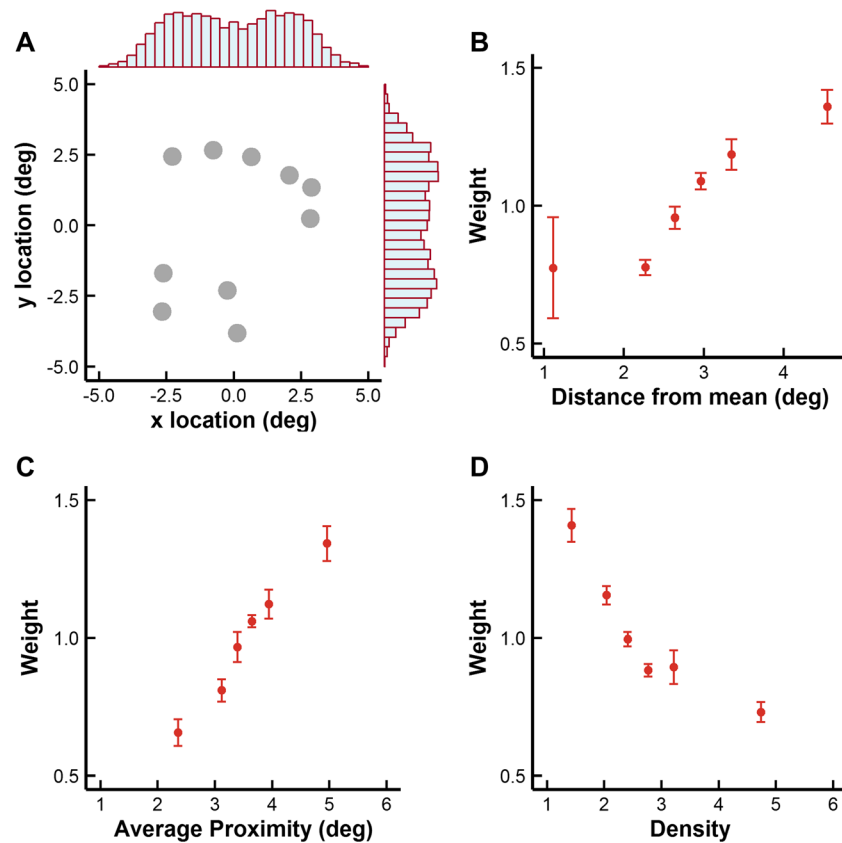 A
5.0
2.5
0.0
-2.5
-5.0
y location (deg)
-5.0 -2.5 0.0 2.5 5.0
x location (deg)
B
1.5
1.0
0.5
Weight
1 2 3 4
Distance from mean (deg)
C
1.5
1.0
0.5
Weight
1 2 3 4 5 6
Average Proximity (deg)
D
1.5
1.0
0.5
Weight
1 2 3 4 5 6
Density